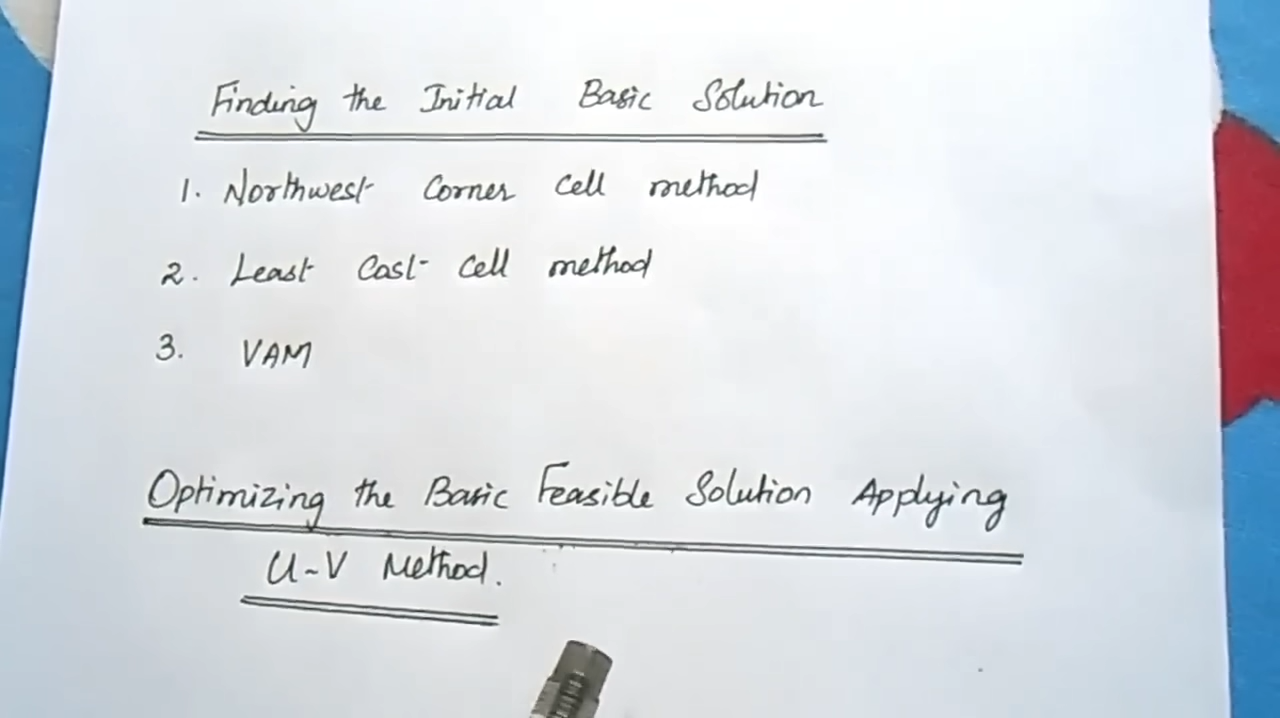 Finding the Initial Basic Solution
1. Northwest Corner Cell method
2. Least Cost Cell method
3. VAM
Optimizing the Basic Feasible Solution Applying
U-V Method.